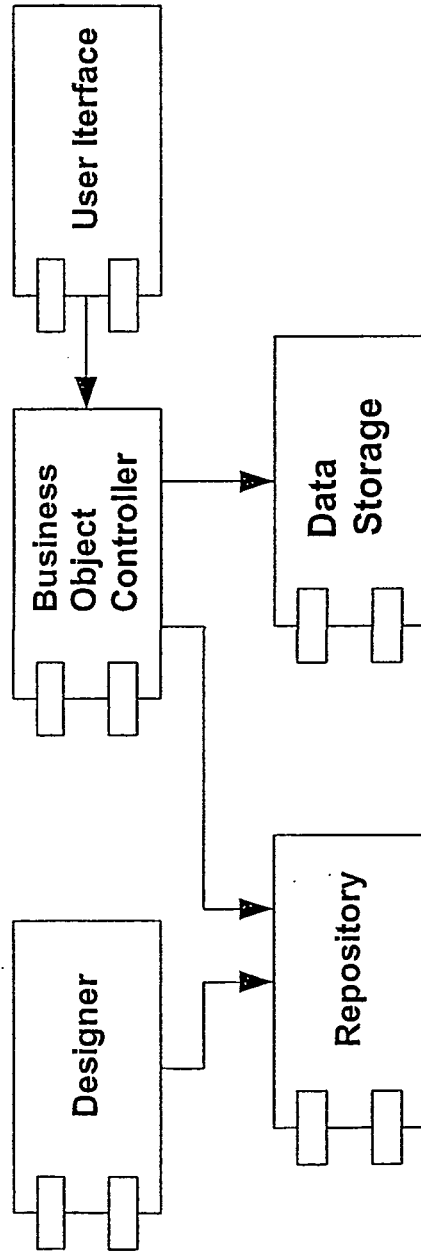 Designer
Business
Object
Controller
User Iterface
Repository
Data
Storage